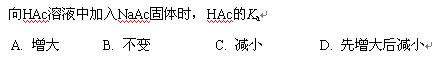 向HAc溶液中加入NaAc固体时，HAc的Ka
A. 增大 B. 不变 C. 减小 D. 先增大后减小